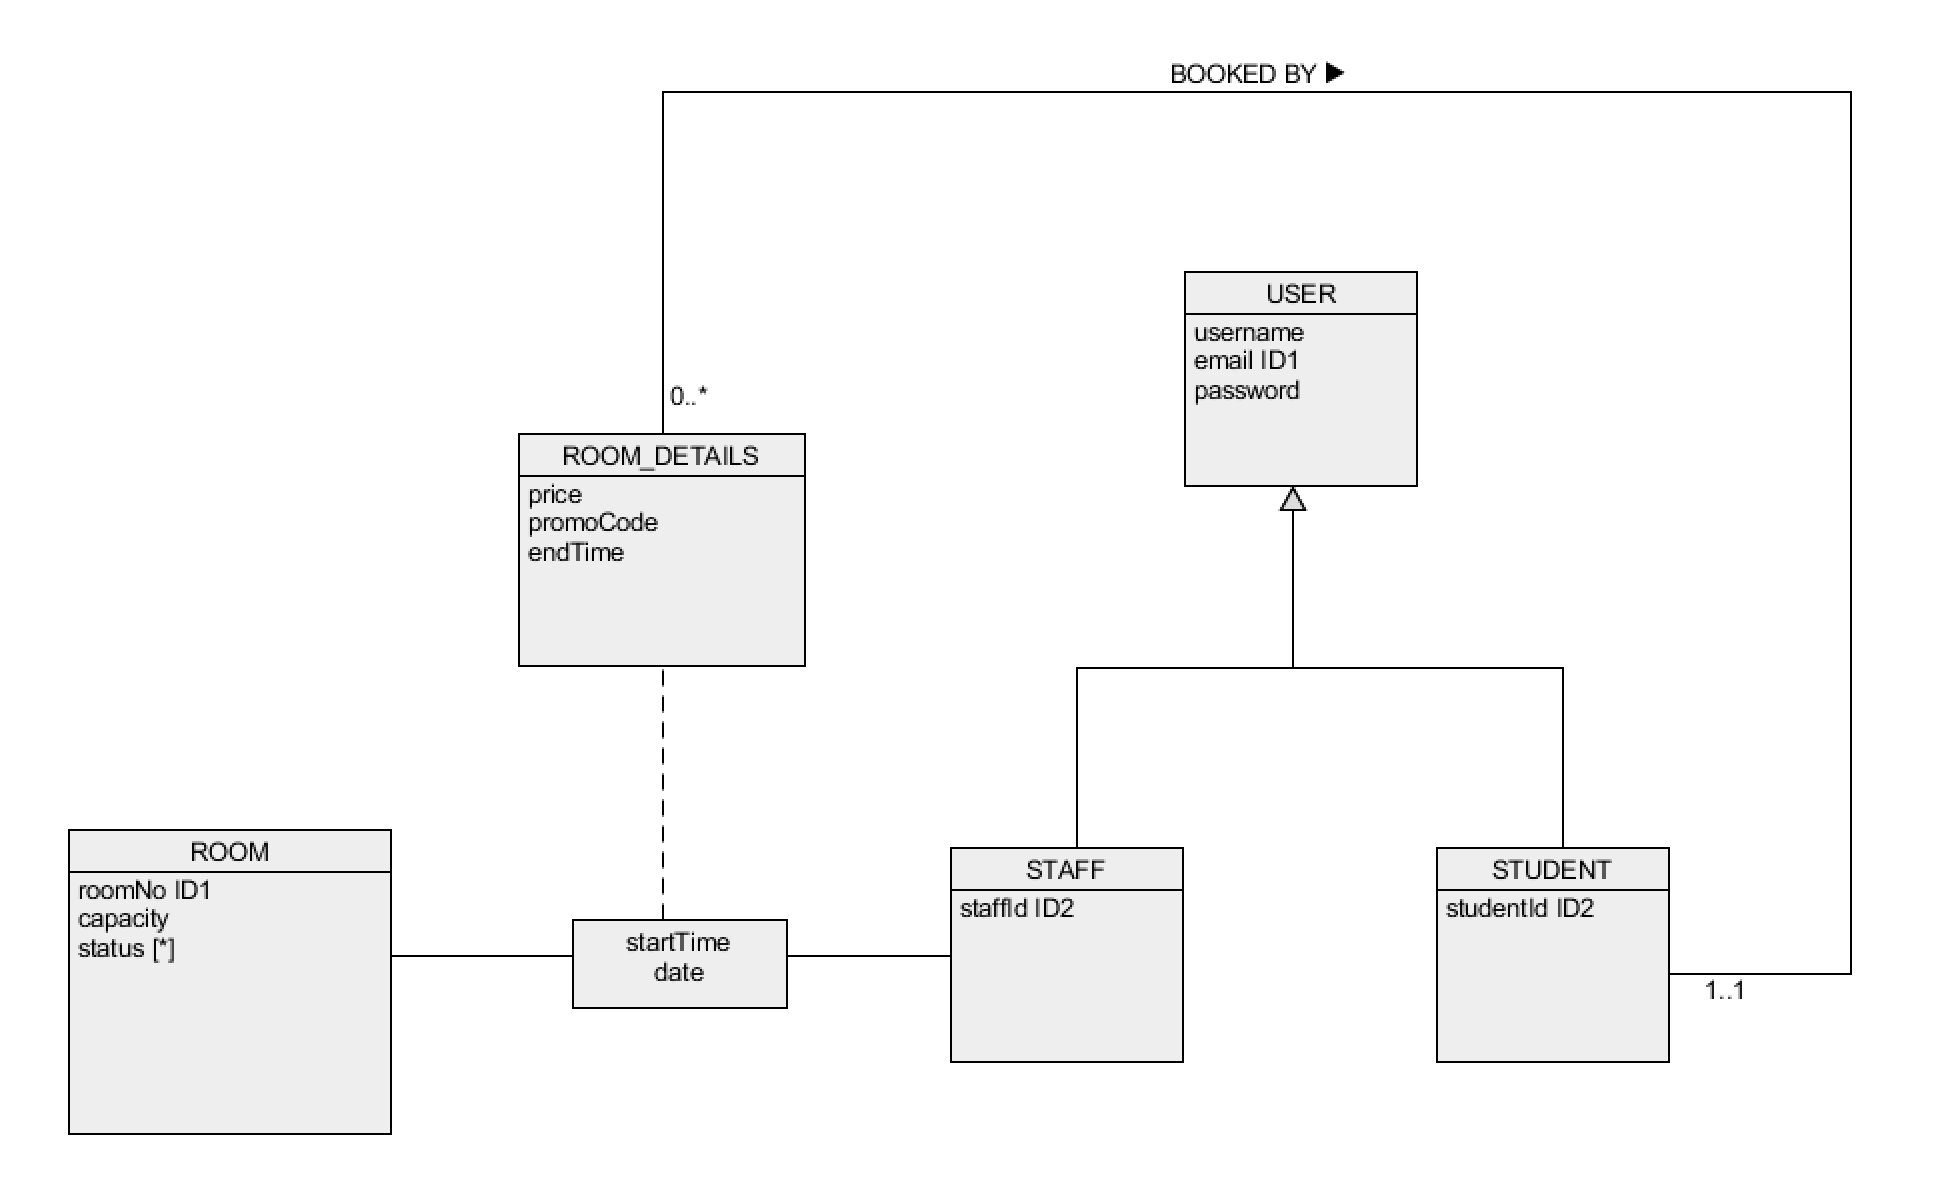 BOOKED BY ▶
USER
username
email ID1
password
0..*
ROOM_DETAILS
price
promoCode
endTime
ROOM
roomNo ID1
capacity
status [*]
startTime
date
STAFF
staffId ID2
STUDENT
studentId ID2
1..1